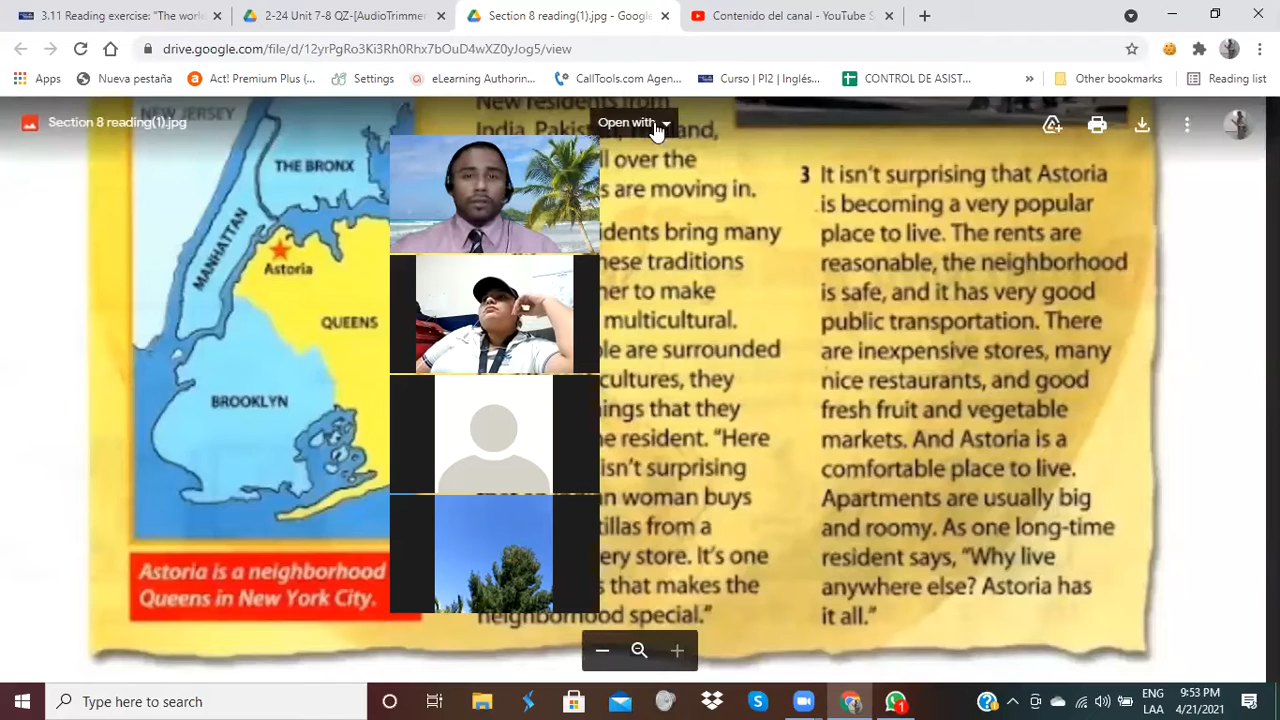 3.11 Reading exercise: "The worl
2-24 Unit 7-8 QZ-[AudioTrimmer
Section 8 reading(1).jpg - Google
Contenido del canal - YouTube S
drive.google.com/file/d/12yrPgRo3Ki3Rh0Rhx7bOuD4wXZ0yJog5/view
Apps
Nueva pestaña
Act! Premium Plus (...
Settings
eLearning Authorin...
CallTools.com Agen...
Curso | PI2 | Inglés...
CONTROL DE ASIST...
»
Other bookmarks
Reading list
Section 8 reading(1).jpg
Open with
NEW JERSEY
THE BRONX
MANHATTAN
Astoria
QUEENS
BROOKLYN
Astoria is a neighborhood
Queens in New York City.
New residents from
India, Pakistan,
ll over the
s are moving in.
idents bring many
hese traditions
her to make
multicultural.
ple are surrounded
cultures, they
hings that they
ne resident. "Here
isn't surprising
an woman buys
tillas from a
ery store. It's one
s that makes the
neighborhood special."
3 It isn't surprising that Astoria
is becoming a very popular
place to live. The rents are
reasonable, the neighborhood
is safe, and it has very good
public transportation. There
are inexpensive stores, many
nice restaurants, and good
fresh fruit and vegetable
markets. And Astoria is a
comfortable place to live.
Apartments are usually big
and roomy. As one long-time
resident says, "Why live
anywhere else? Astoria has
it all."
Type here to search
1
ENG
LAA
9:53 PM
4/21/2021